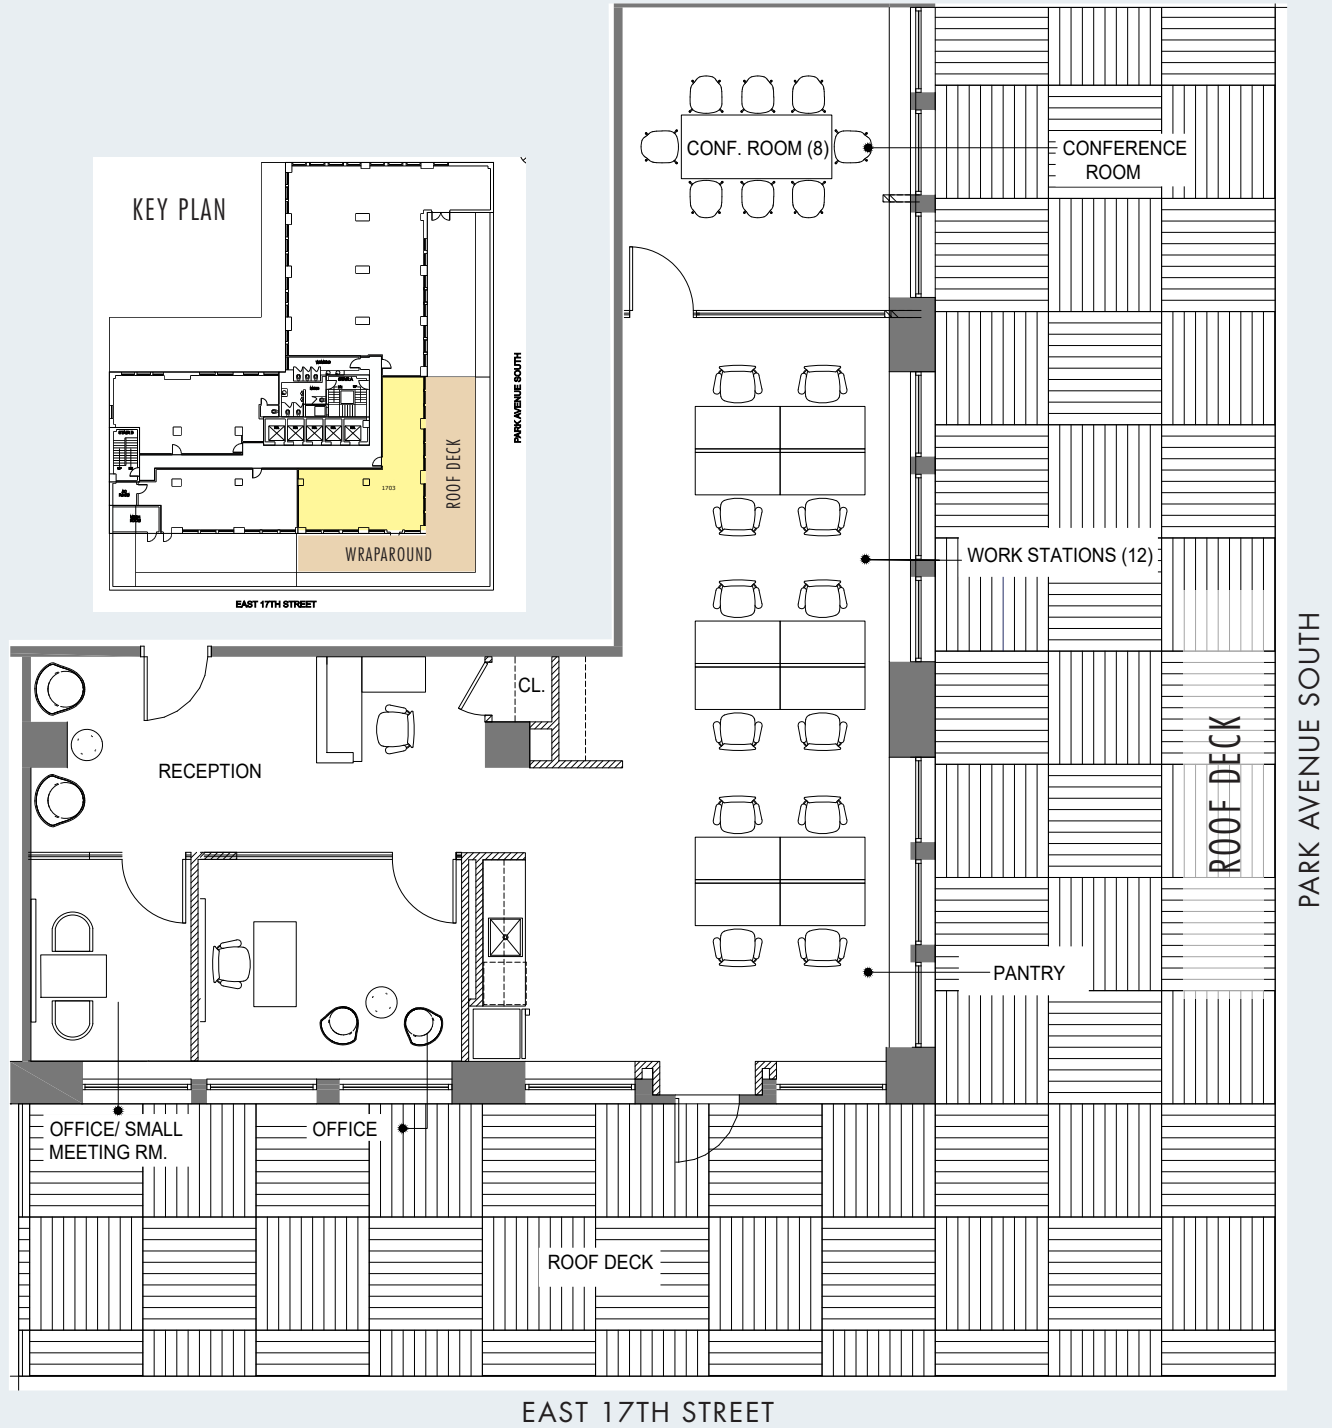 CONF. ROOM (8)
CONFERENCE
ROOM
KEY PLAN
PARK AVENUE SOUTH
ROOF DECK
1703
WRAPAROUND
EAST 17TH STREET
WORK STATIONS (12)
CL.
RECEPTION
ROOF DECK
PARK AVENUE SOUTH
PANTRY
OFFICE/ SMALL
MEETING RM.
OFFICE
ROOF DECK
EAST 17TH STREET